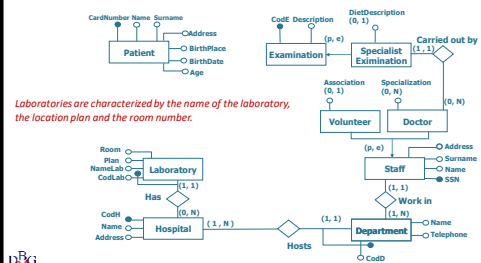 CardNumber Name Surname
Address
BirthPlace
BirthDate
Age
Patient
CodE Description
DietDescription
(0, 1)
Examination
(p, e)
Specialist
Eximination
(1 , 1)
Carried out by
(0, N)
Laboratories are characterized by the name of the laboratory,
the location plan and the room number.
Association
(0, 1)
Specialization
(0, N)
Volunteer
Doctor
(p, e)
Address
Surname
Name
SSN
Staff
(1, 1)
Work in
(1, N)
Room
Plan
NameLab
CodLab
Laboratory
(1, 1)
Has
(0, N)
CodH
Name
Address
Hospital
(1 , N)
Hosts
(1, 1)
Department
Name
Telephone
CodD
DBG